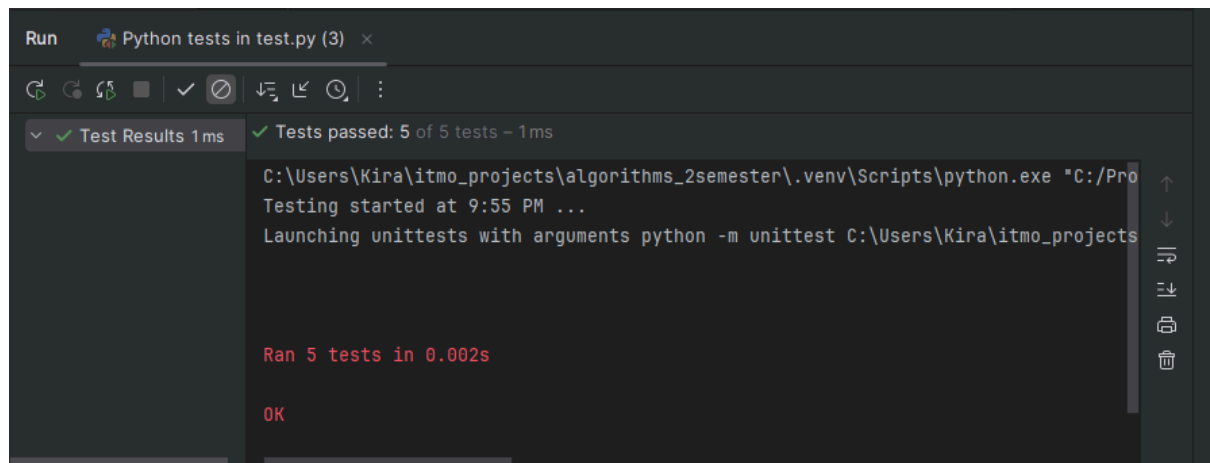 Run Python tests in test.py (3)
Test Results 1 ms
Tests passed: 5 of 5 tests – 1 ms
C:\Users\Kira\itmo_projects\algorithms_2semester\.venv\Scripts\python.exe "C:/Pro
Testing started at 9:55 PM ...
Launching unittests with arguments python -m unittest C:\Users\Kira\itmo_projects
Ran 5 tests in 0.002s
OK